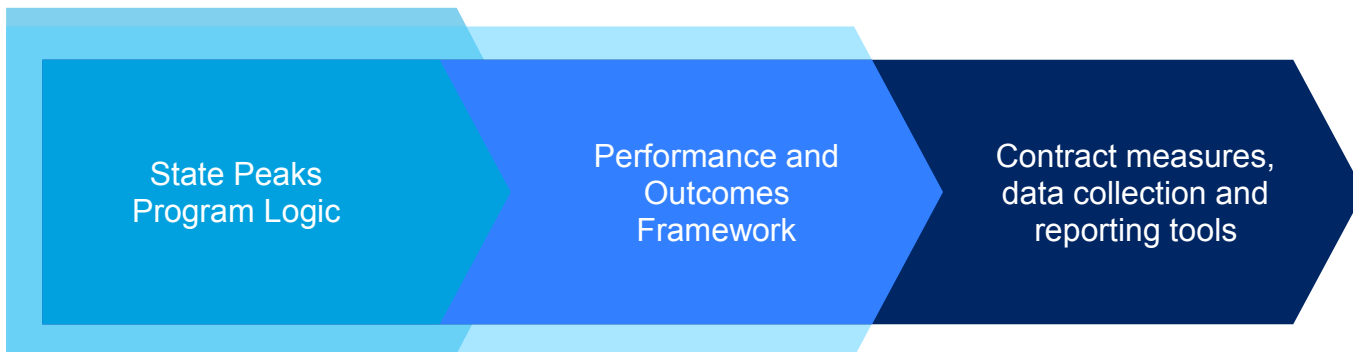 State Peaks
Program Logic
Performance and
Outcomes
Framework
Contract measures,
data collection and
reporting tools